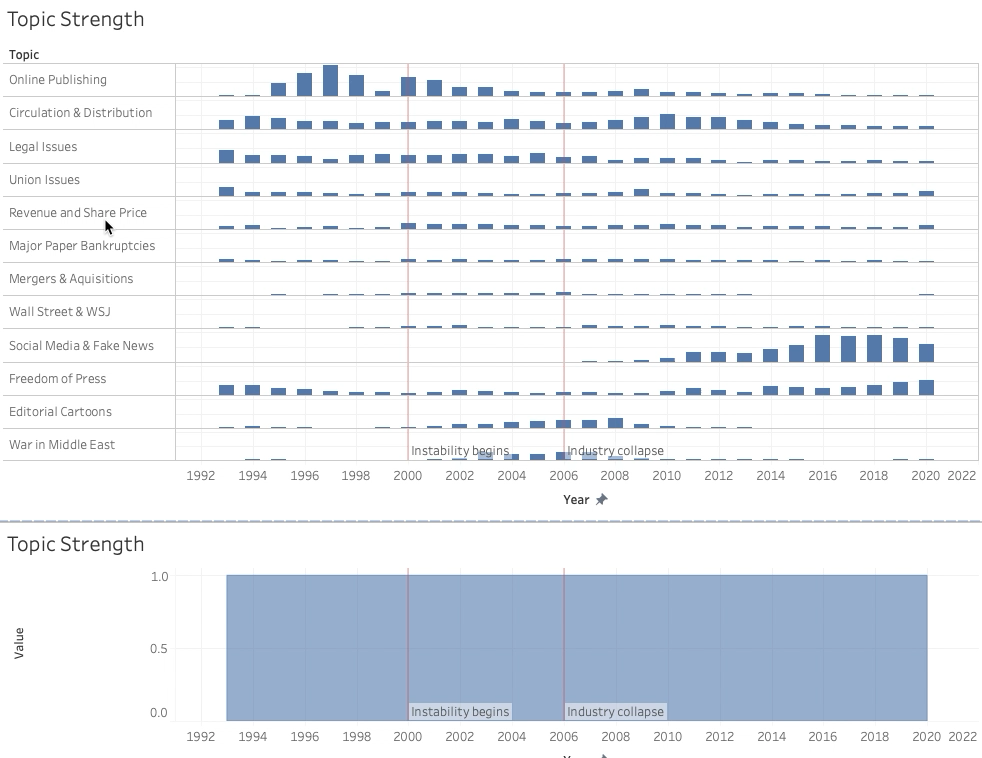 Topic Strength
Topic
Online Publishing
Circulation & Distribution
Legal Issues
Union Issues
Revenue and Share Price
Major Paper Bankruptcies
Mergers & Aquisitions
Wall Street & WSJ
Social Media & Fake News
Freedom of Press
Editorial Cartoons
War in Middle East
Instability begins Industry collapse
1992 1994 1996 1998 2000 2002 2004 2006 2008 2010 2012 2014 2016 2018 2020 2022
Year
Topic Strength
Value
1.0
0.5
0.0
Instability begins Industry collapse
1992 1994 1996 1998 2000 2002 2004 2006 2008 2010 2012 2014 2016 2018 2020 2022